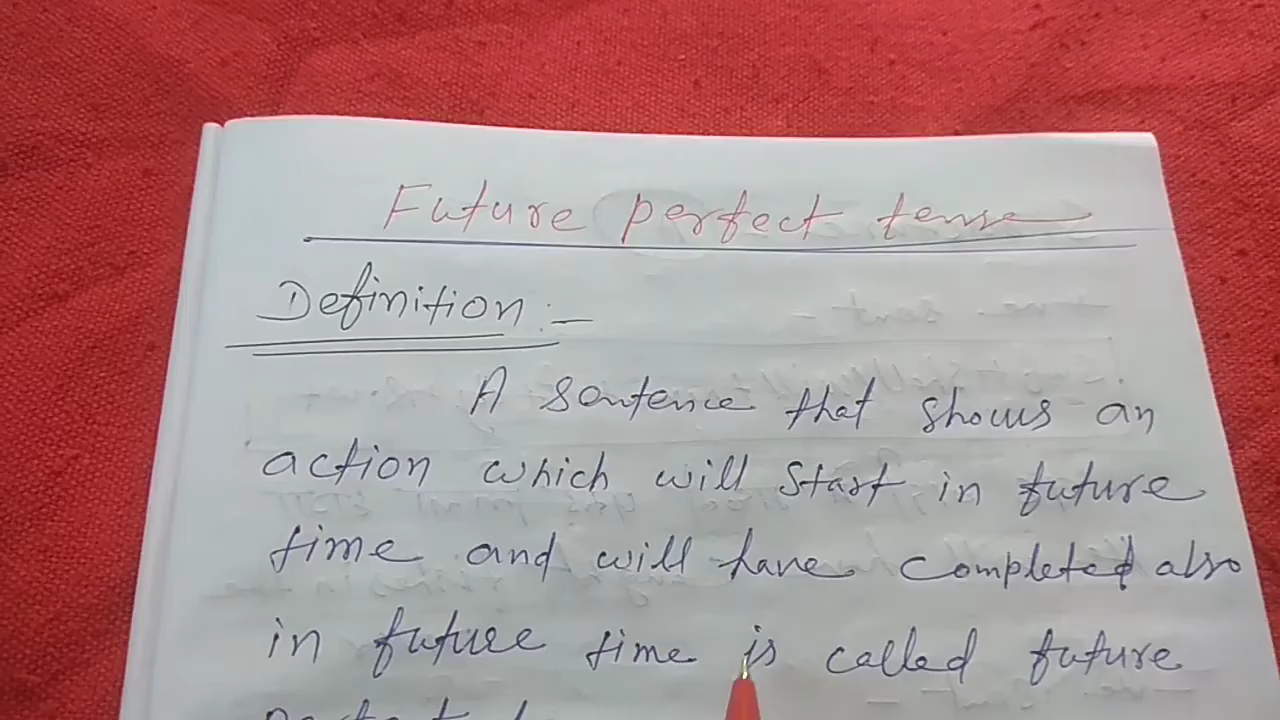 Future perfect tense
Definition :-
A sentence that shows an
action which will start in future
time and will have completed also
in future time is called future